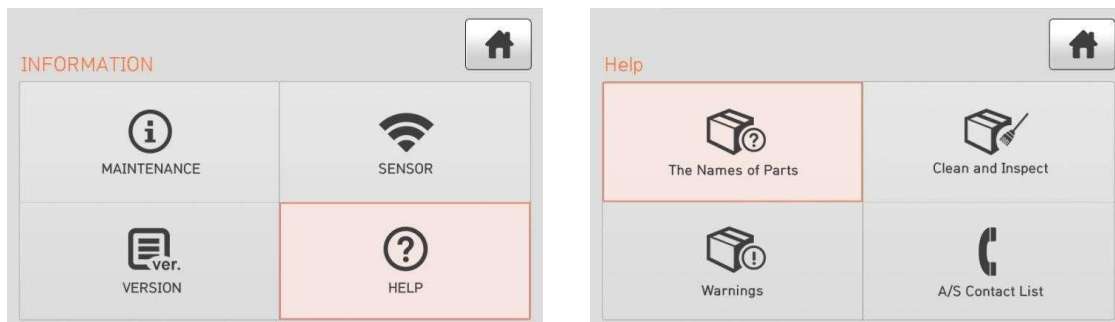 INFORMATION
MAINTENANCE
SENSOR
ver.
VERSION
HELP
Help
The Names of Parts
Clean and Inspect
Warnings
A/S Contact List